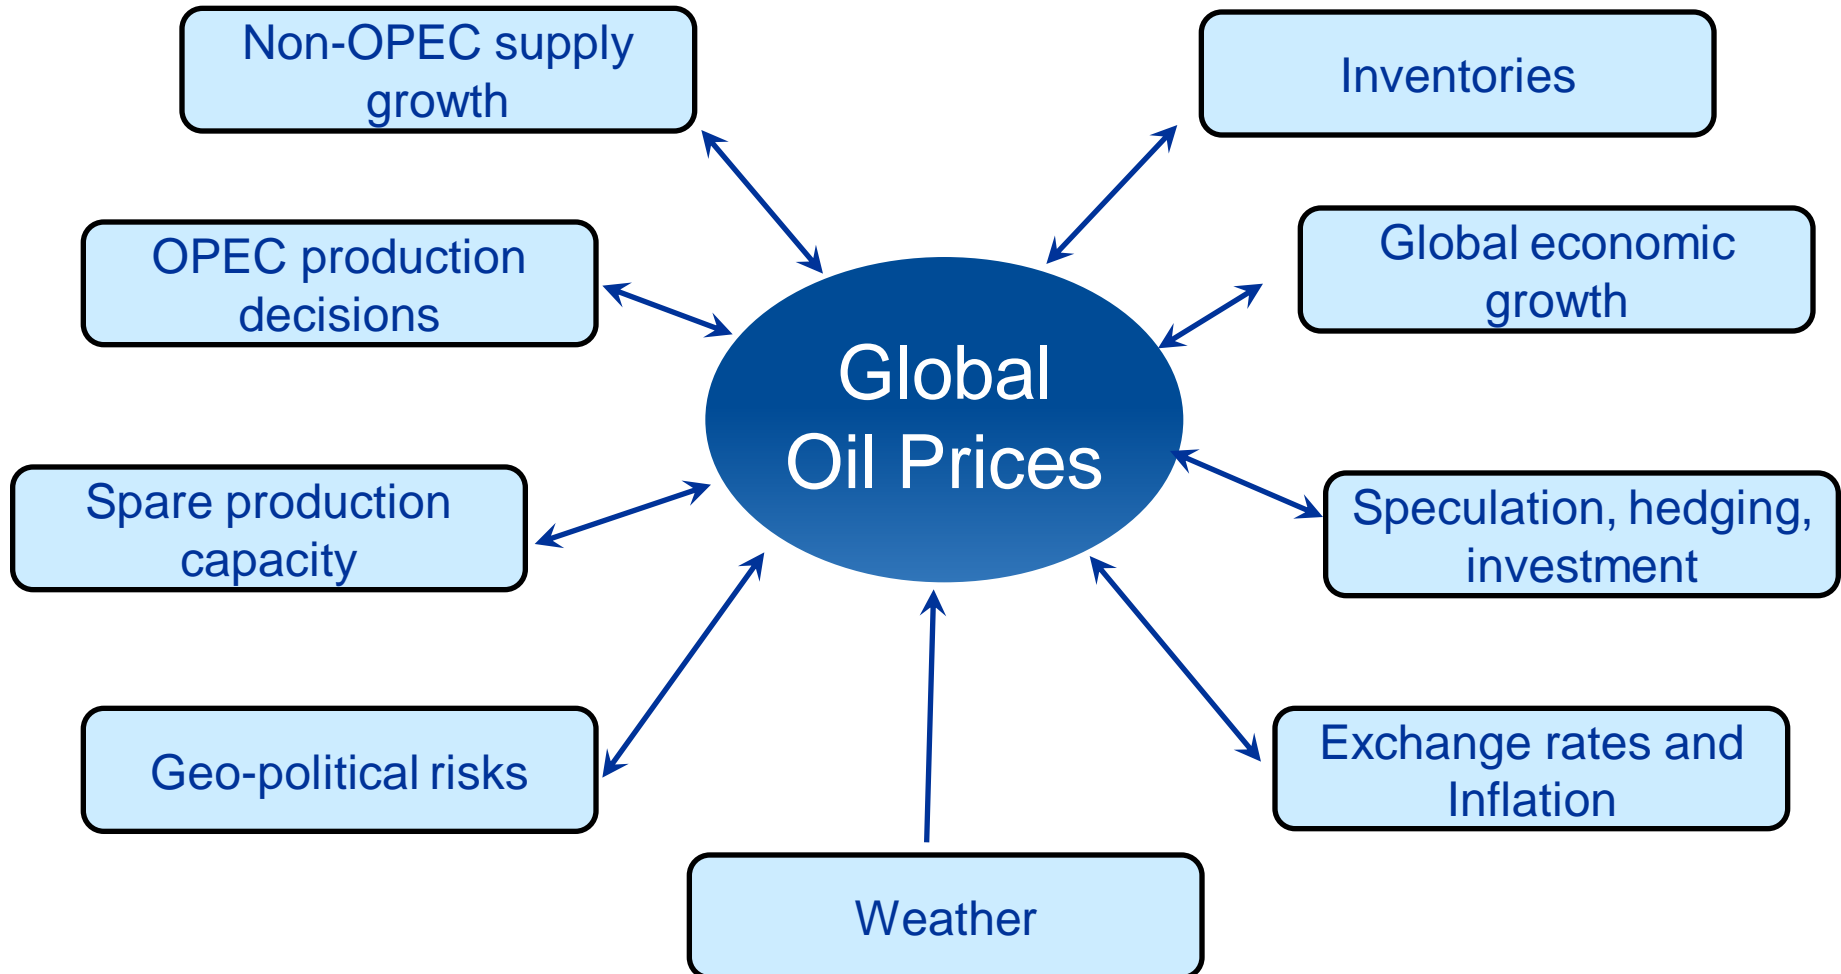 Non-OPEC supply
growth
Inventories
OPEC production
decisions
Global economic
growth
Global
Oil Prices
Spare production
capacity
Speculation, hedging,
investment
Geo-political risks
Exchange rates and
Inflation
Weather